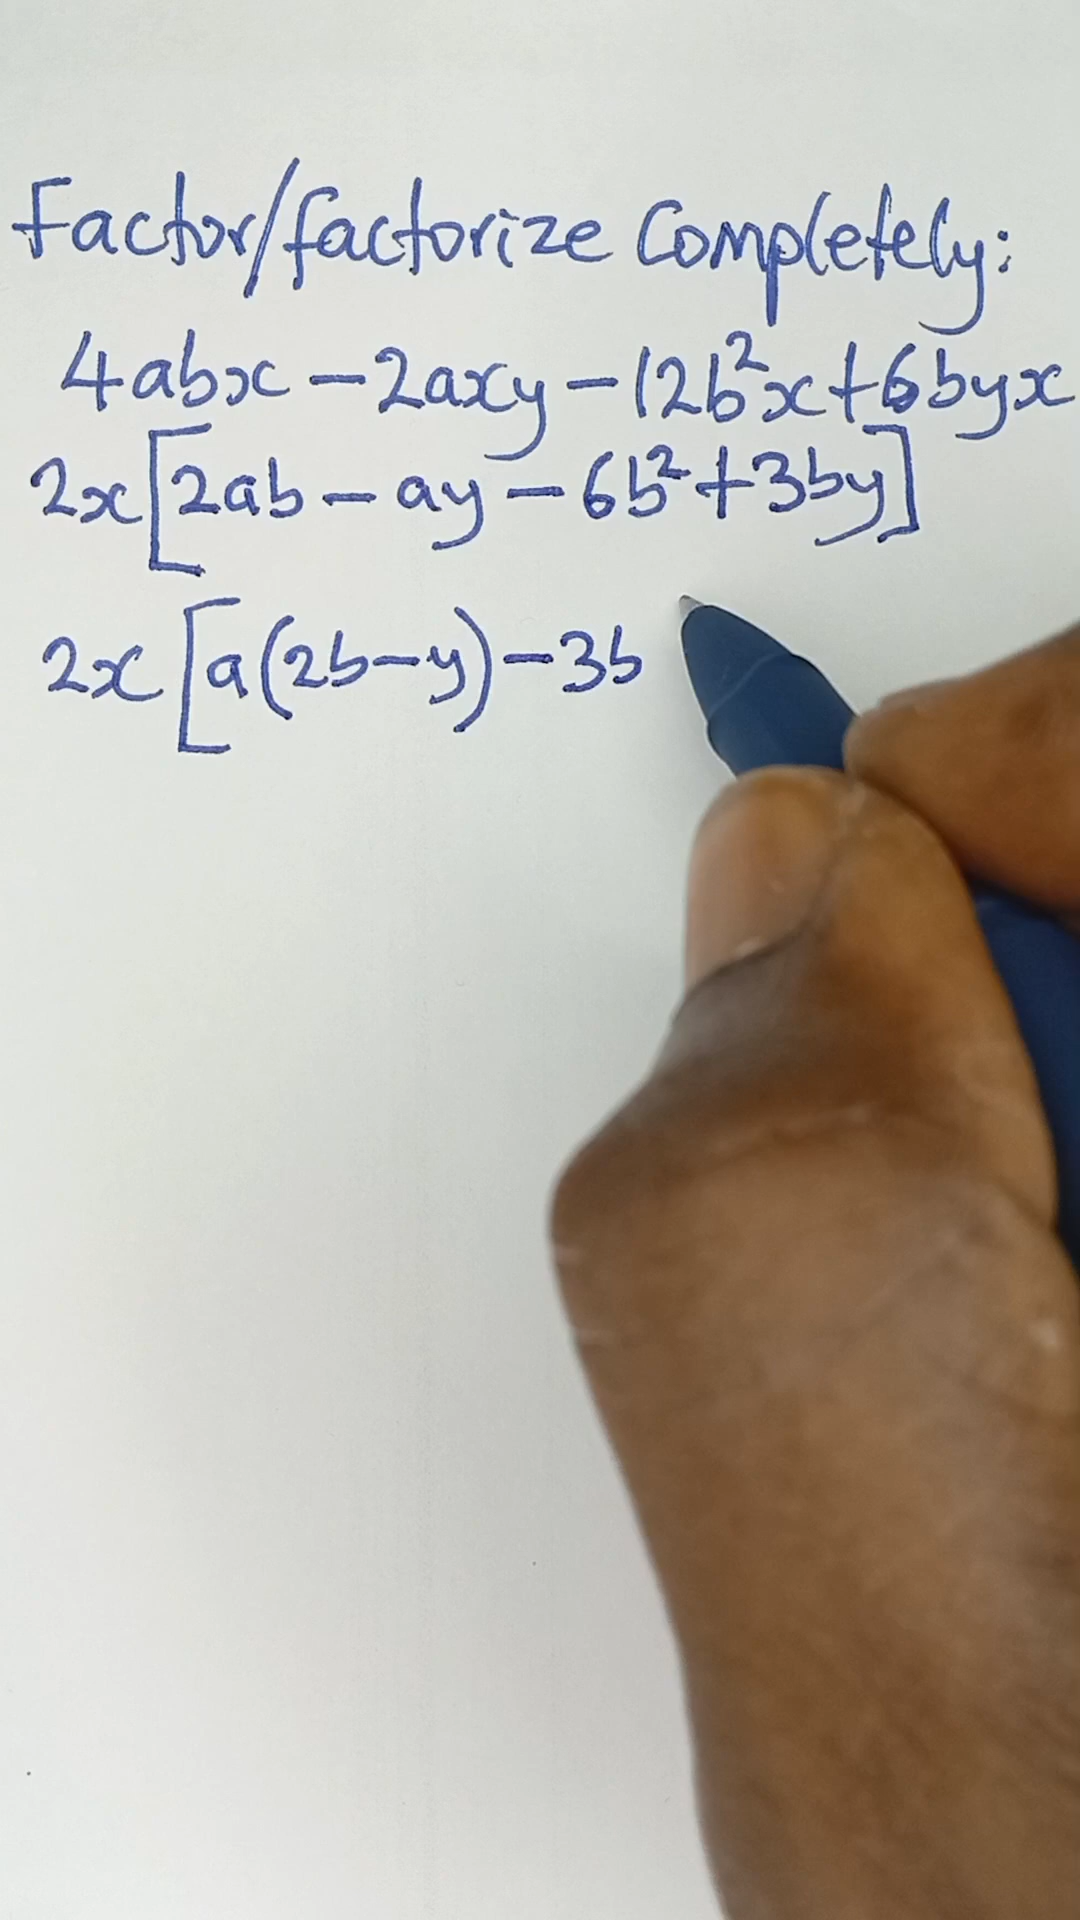 Factor/factorize Completely:
4abx - 2axy - 12b²x + 6byx
2x[2ab - ay - 6b² + 3by]
2x[a(2b - y) - 3b